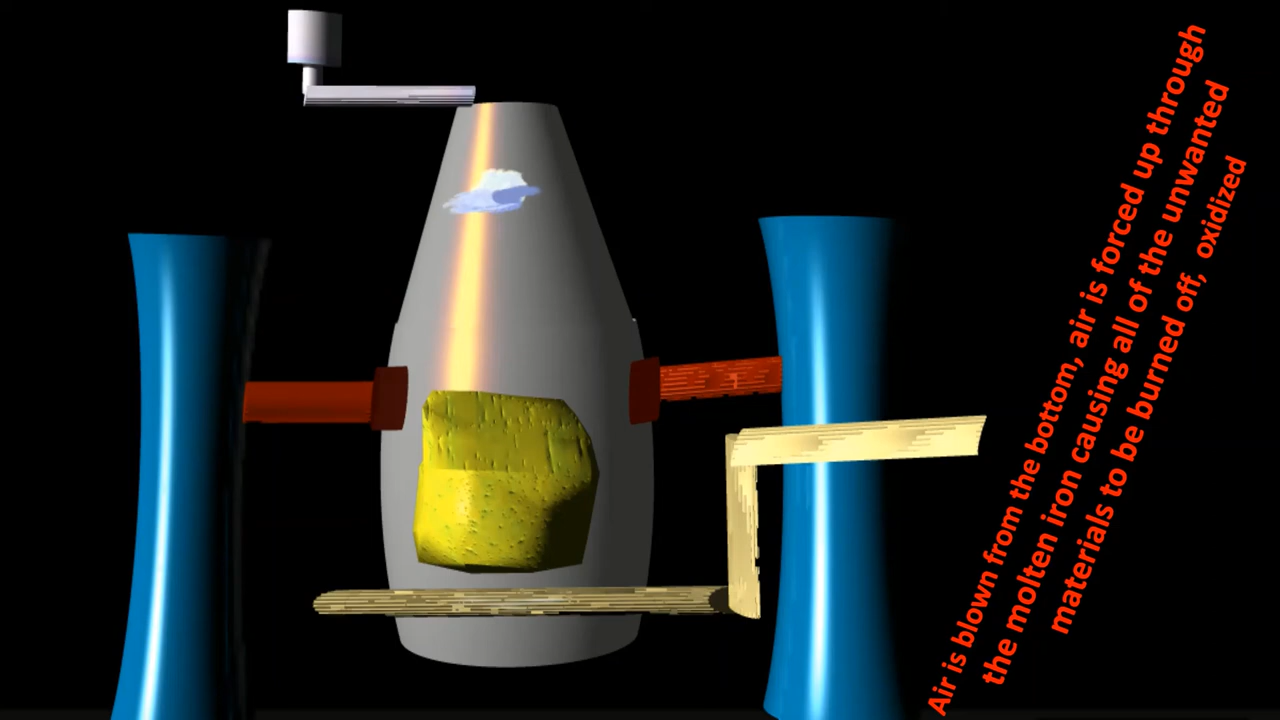 Air is blown from the bottom, air is forced up through
the molten iron causing all of the unwanted
materials to be burned off, oxidized